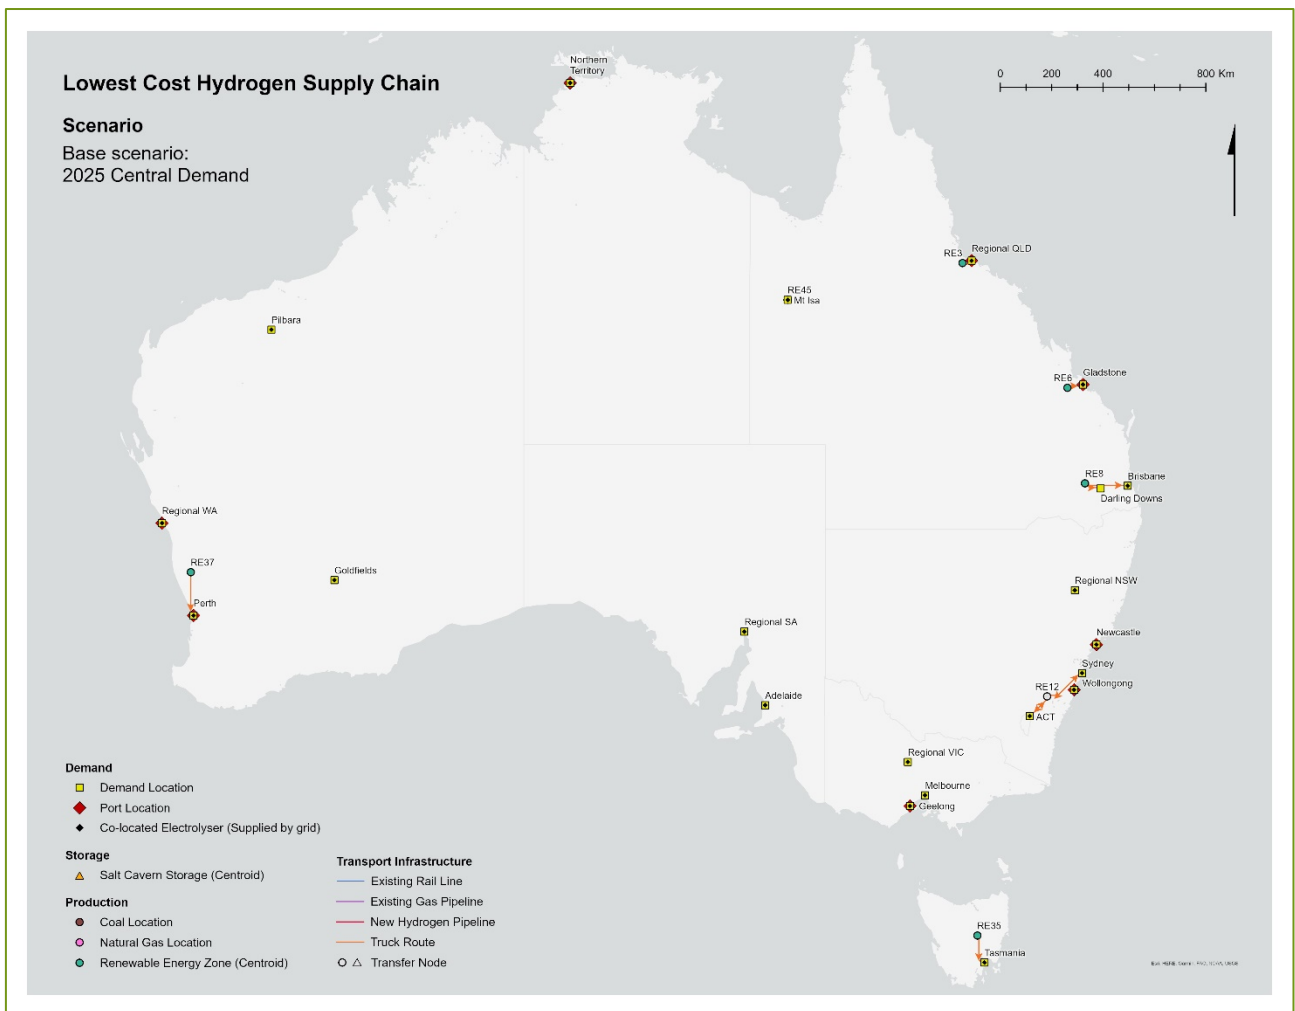 Lowest Cost Hydrogen Supply Chain
Scenario
Base scenario:
2025 Central Demand
0 200 400 800 Km
Northern
Territory
RE3
Regional QLD
RE45
Mt Isa
Pilbara
RE6
Gladstone
RE8
Brisbane
Darling Downs
Regional WA
RE37
Goldfields
Perth
Regional NSW
Regional SA
Newcastle
Sydney
RE12
Wollongong
Adelaide
ACT
Regional VIC
Melbourne
Geelong
RE35
Tasmania
Demand
Demand Location
Port Location
Co-located Electrolyser (Supplied by grid)
Storage
Salt Cavern Storage (Centroid)
Production
Coal Location
Natural Gas Location
Renewable Energy Zone (Centroid)
Transport Infrastructure
Existing Rail Line
Existing Gas Pipeline
New Hydrogen Pipeline
Truck Route
Transfer Node